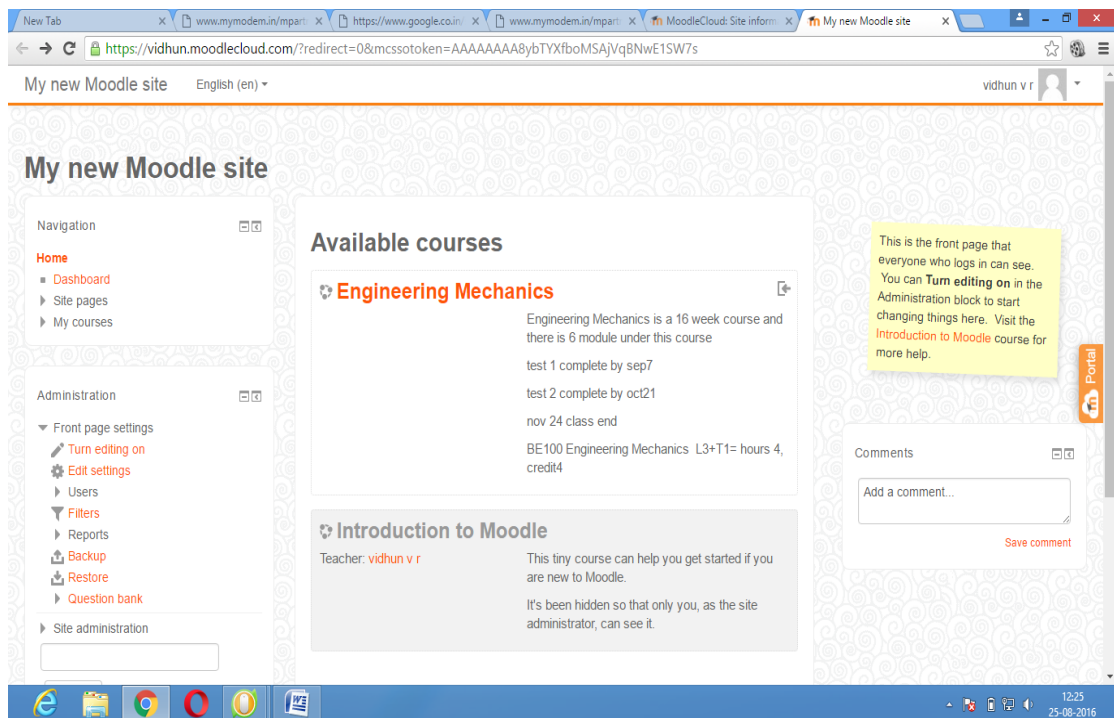 New Tab
www.mymodem.in/mpart
https://www.google.co.in/
www.mymodem.in/mpart
MoodleCloud: Site inform
My new Moodle site
https://vidhun.moodlecloud.com/?redirect=0&mcssotoken=AAAAAAAA8ybTYXfboMSAjVqBNwE1SW7s
My new Moodle site
English (en)
vidhun v r
My new Moodle site
Navigation
Home
Dashboard
Site pages
My courses
Administration
Front page settings
Turn editing on
Edit settings
Users
Filters
Reports
Backup
Restore
Question bank
Site administration
Available courses
Engineering Mechanics
Engineering Mechanics is a 16 week course and
there is 6 module under this course
test 1 complete by sep7
test 2 complete by oct21
nov 24 class end
BE100 Engineering Mechanics L3+T1= hours 4,
credit4
Introduction to Moodle
Teacher: vidhun v r
This tiny course can help you get started if you
are new to Moodle.
It's been hidden so that only you, as the site
administrator, can see it.
This is the front page that
everyone who logs in can see.
You can Turn editing on in the
Administration block to start
changing things here. Visit the
Introduction to Moodle course for
more help.
Portal
Comments
Add a comment...
Save comment
12:25
25-08-2016